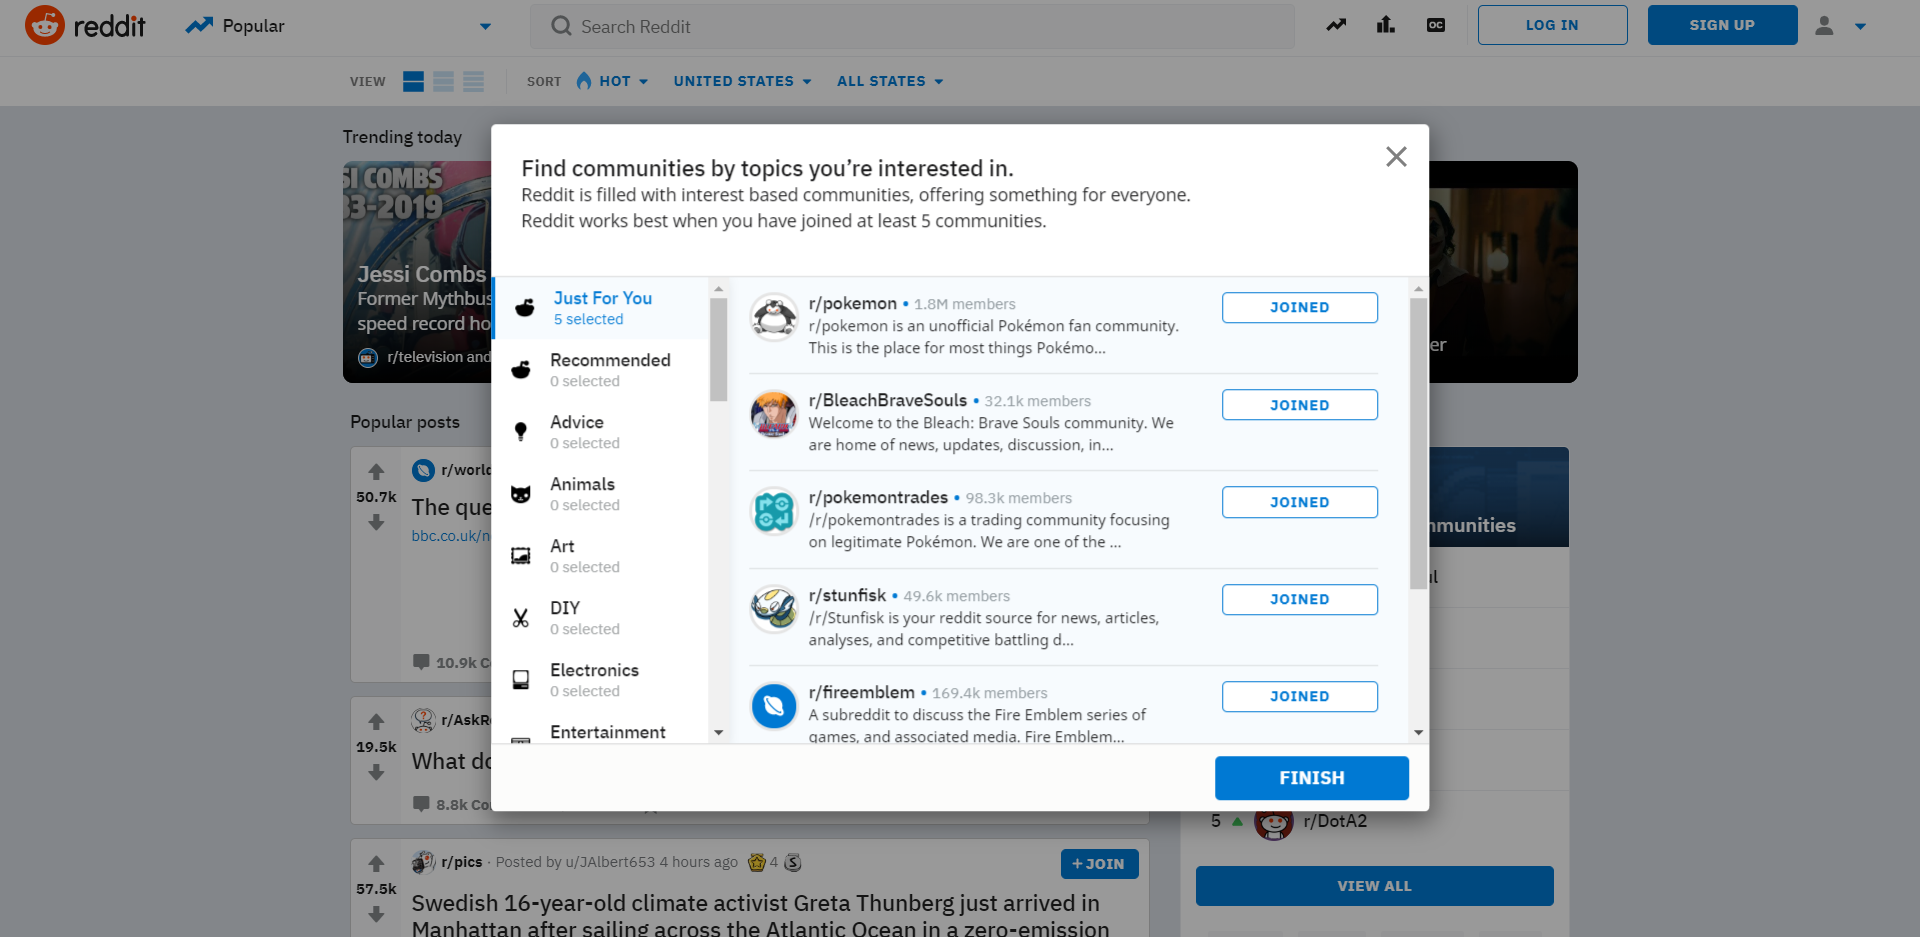 reddit
Popular
Search Reddit
OC
LOG IN
SIGN UP
VIEW
SORT
HOT
UNITED STATES
ALL STATES
Trending today
SI COMBS
33-2019
Jessi Combs
Former Mythbus
speed record ho
r/television and
er
Find communities by topics you're interested in.
Reddit is filled with interest based communities, offering something for everyone.
Reddit works best when you have joined at least 5 communities.
Just For You
5 selected
Recommended
0 selected
Advice
0 selected
Animals
0 selected
Art
0 selected
DIY
0 selected
Electronics
0 selected
Entertainment
r/pokemon • 1.8M members
r/pokemon is an unofficial Pokémon fan community.
This is the place for most things Pokémo...
JOINED
r/BleachBraveSouls • 32.1k members
Welcome to the Bleach: Brave Souls community. We
are home of news, updates, discussion, in...
JOINED
r/pokemontrades • 98.3k members
/r/pokemontrades is a trading community focusing
on legitimate Pokémon. We are one of the ...
JOINED
r/stunfisk • 49.6k members
/r/Stunfisk is your reddit source for news, articles,
analyses, and competitive battling d...
JOINED
r/fireemblem • 169.4k members
A subreddit to discuss the Fire Emblem series of
games, and associated media. Fire Emblem...
JOINED
FINISH
Popular posts
50.7k
r/world
The que
bbc.co.uk/n
10.9k C
19.5k
r/AskR
What do
8.8k Co
57.5k
r/pics · Posted by u/JAlbert653 4 hours ago 4 S
+ JOIN
Swedish 16-year-old climate activist Greta Thunberg just arrived in
Manhattan after sailing across the Atlantic Ocean in a zero-emission
mmunities
ul
5 r/DotA2
VIEW ALL